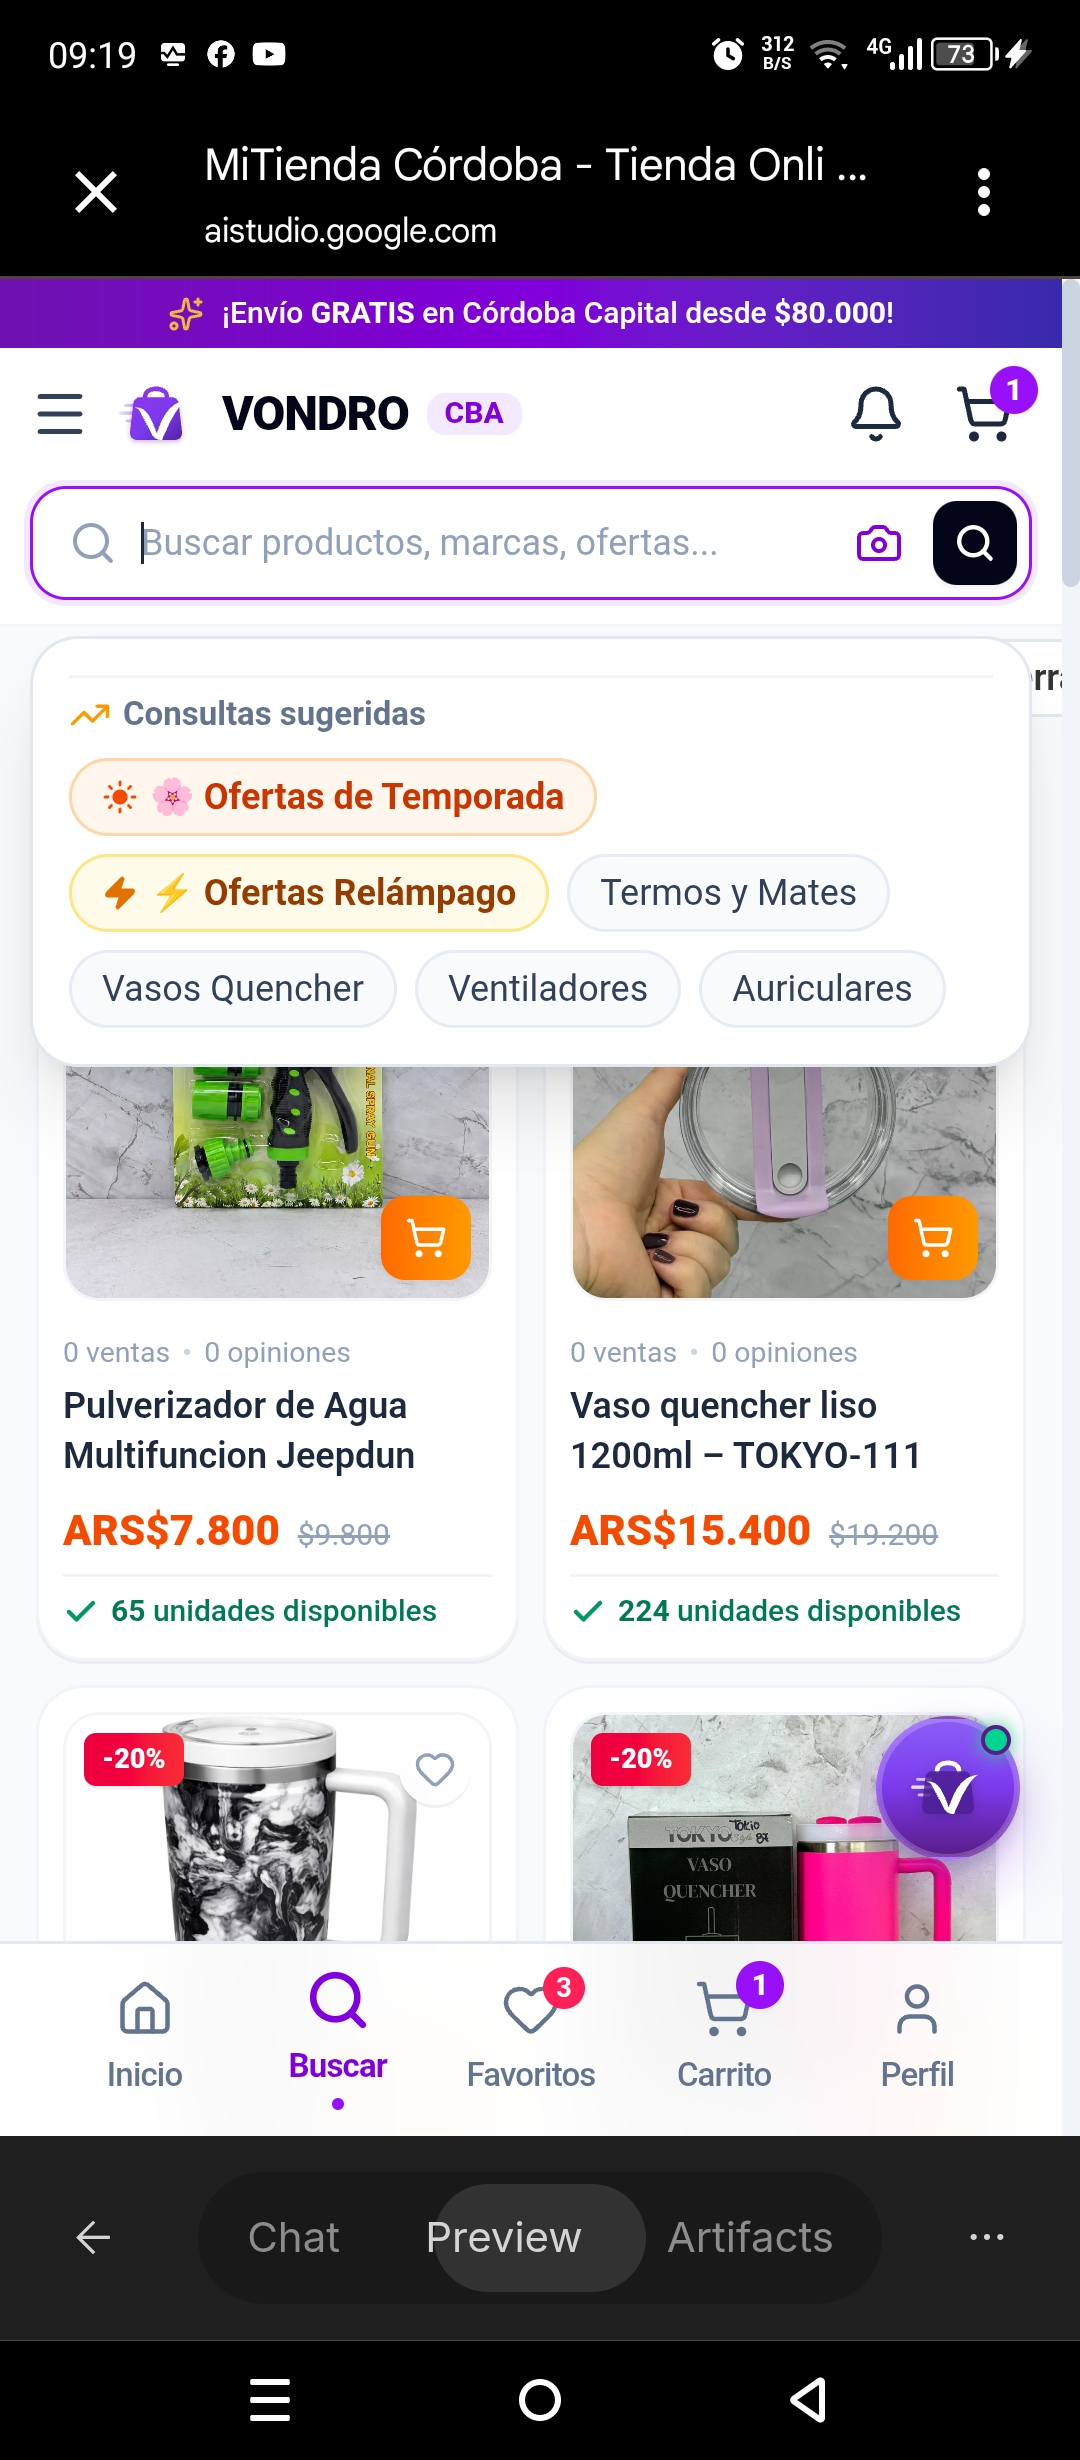 09:19
312
B/S
4G
73
MiTienda Córdoba - Tienda Onli ...
aistudio.google.com
¡Envío GRATIS en Córdoba Capital desde $80.000!
VONDRO CBA
1
Buscar productos, marcas, ofertas...
Consultas sugeridas
🌸 Ofertas de Temporada
⚡ Ofertas Relámpago
Termos y Mates
Vasos Quencher
Ventiladores
Auriculares
SPRAY GUN
0 ventas • 0 opiniones
Pulverizador de Agua
Multifuncion Jeepdun
ARS$7.800 $9.800
65 unidades disponibles
0 ventas • 0 opiniones
Vaso quencher liso
1200ml – TOKYO-111
ARS$15.400 $19.200
224 unidades disponibles
-20%
-20%
TOKYO
Tokio
87
VASO
QUENCHER
Inicio
Buscar
3
Favoritos
1
Carrito
Perfil
Chat
Preview
Artifacts